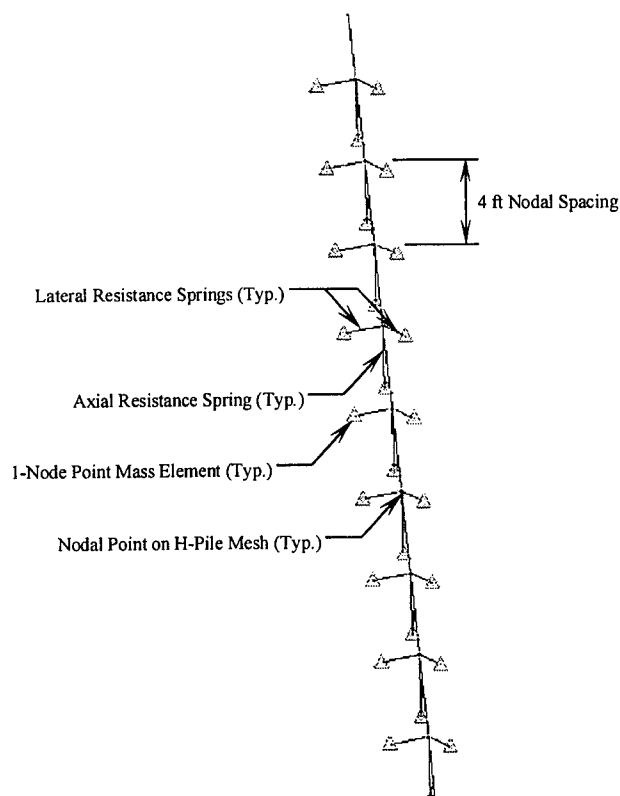 4 ft Nodal Spacing
Lateral Resistance Springs (Typ.)
Axial Resistance Spring (Typ.)
1-Node Point Mass Element (Typ.)
Nodal Point on H-Pile Mesh (Typ.)